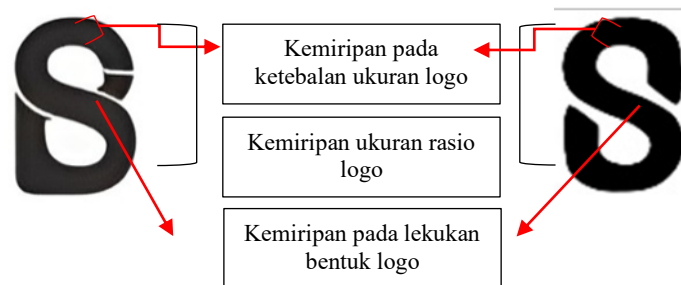 Kemiripan pada
ketebalan ukuran logo
Kemiripan ukuran rasio
logo
Kemiripan pada lekukan
bentuk logo